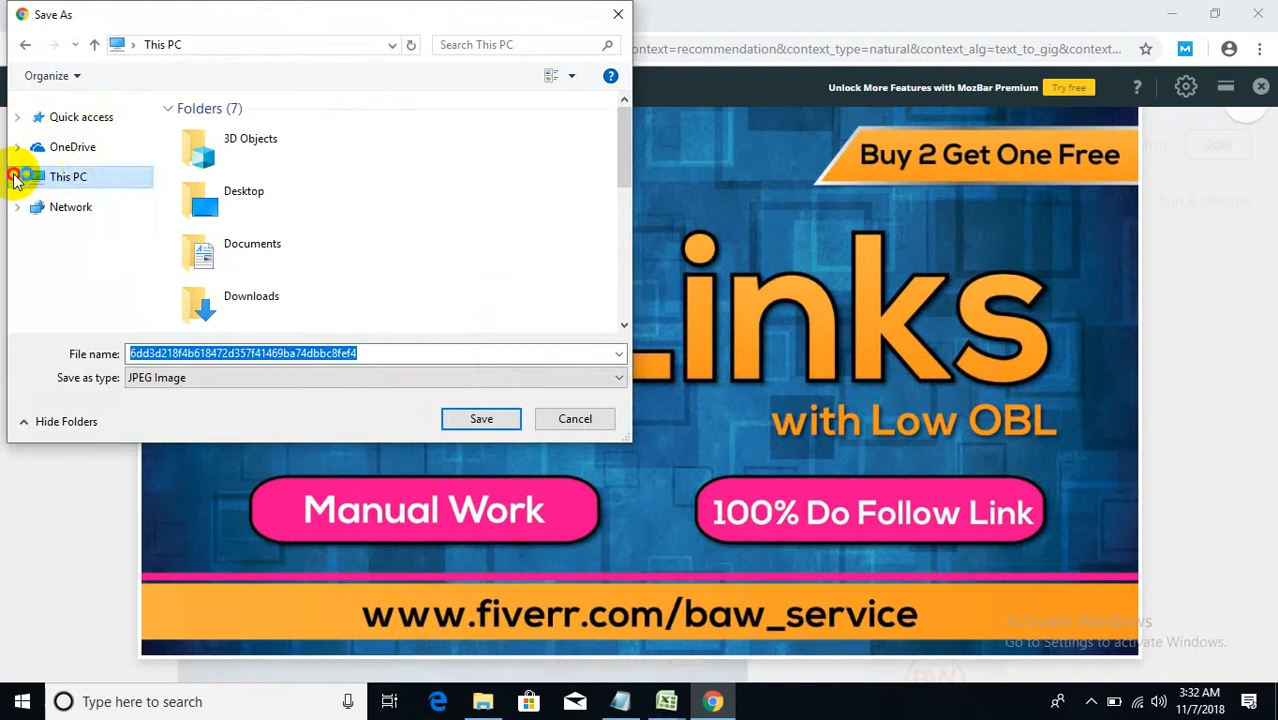 Save As
This PC
Search This PC
ontext=recommendation&context_type=natural&context_alg=text_to_gig&contex...
Organize
Unlock More Features with MozBar Premium
Try free
Quick access
OneDrive
This PC
Network
Folders (7)
3D Objects
Desktop
Documents
Downloads
File name:
6dd3d218f4b618472d357f41469ba74dbbc8fef4
Save as type:
JPEG Image
Hide Folders
Save
Cancel
Join
Buy 2 Get One Free
Links
with Low OBL
Manual Work
100% Do Follow Link
www.fiverr.com/baw_service
Activate Windows
Go to Settings to activate Windows.
Type here to search
3:32 AM
11/7/2018